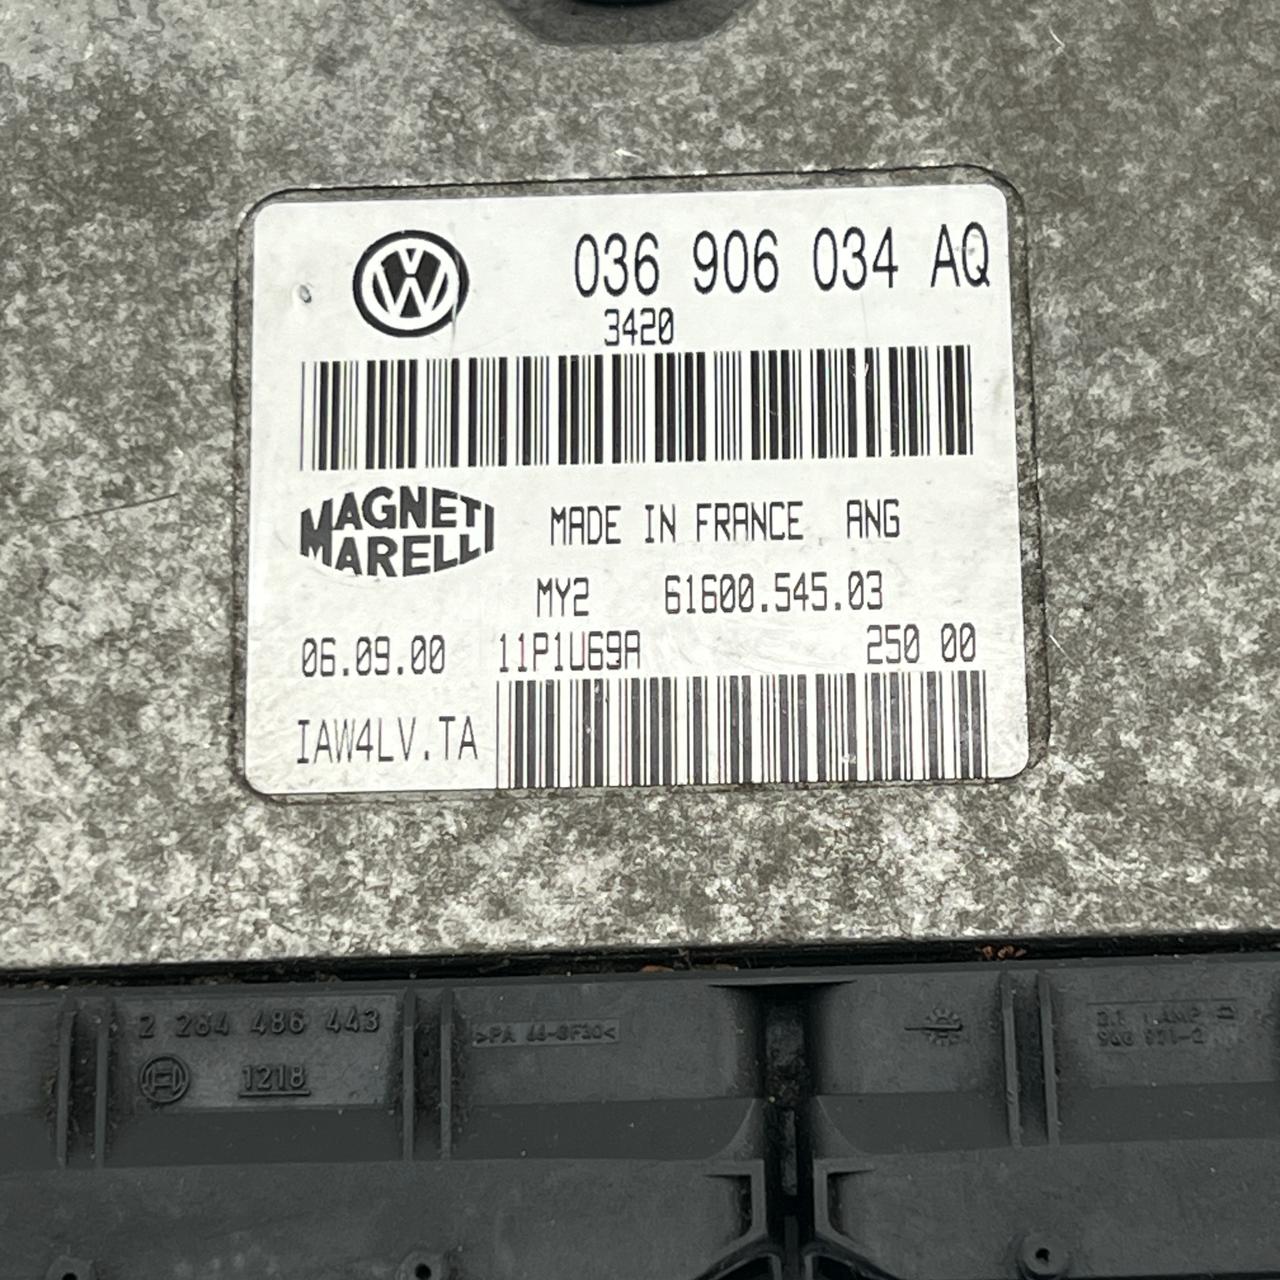 036 906 034 AQ
3420
MAGNETI
MARELLI
MADE IN FRANCE ANG
MY2 61600.545.03
06.09.00 11P1U69A 250 00
IAW4LV.TA
2 284 486 443
1218
>PA 66-GF30<